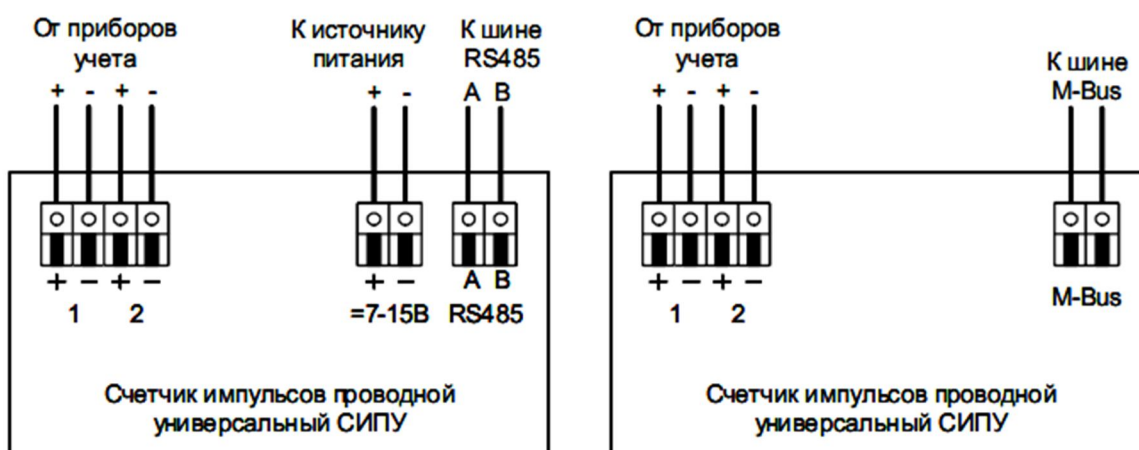 От приборов
учета
+ - + -
К источнику
питания
+ -
К шине
RS485
A B
+ − + −
1 2
+ −
=7-15В
A B
RS485
Счетчик импульсов проводной
универсальный СИПУ
От приборов
учета
+ - + -
К шине
M-Bus
+ − + −
1 2
M-Bus
Счетчик импульсов проводной
универсальный СИПУ